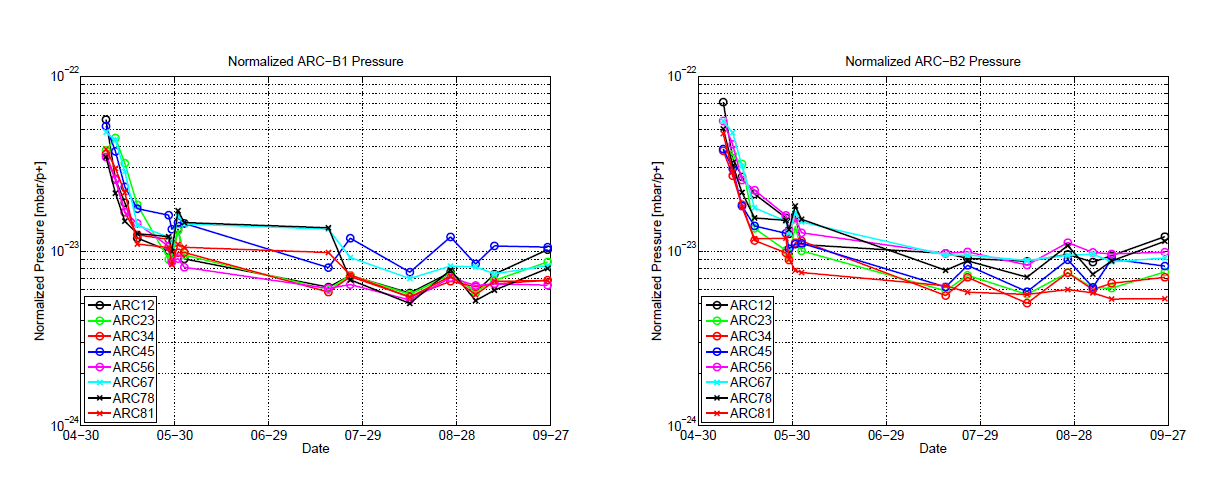 Normalized ARC−B1 Pressure
10−22
10−23
10−24
Normalized Pressure [mbar/p+]
ARC12
ARC23
ARC34
ARC45
ARC56
ARC67
ARC78
ARC81
04−30 05−30 06−29 07−29 08−28 09−27
Date
Normalized ARC−B2 Pressure
10−22
10−23
10−24
Normalized Pressure [mbar/p+]
ARC12
ARC23
ARC34
ARC45
ARC56
ARC67
ARC78
ARC81
04−30 05−30 06−29 07−29 08−28 09−27
Date